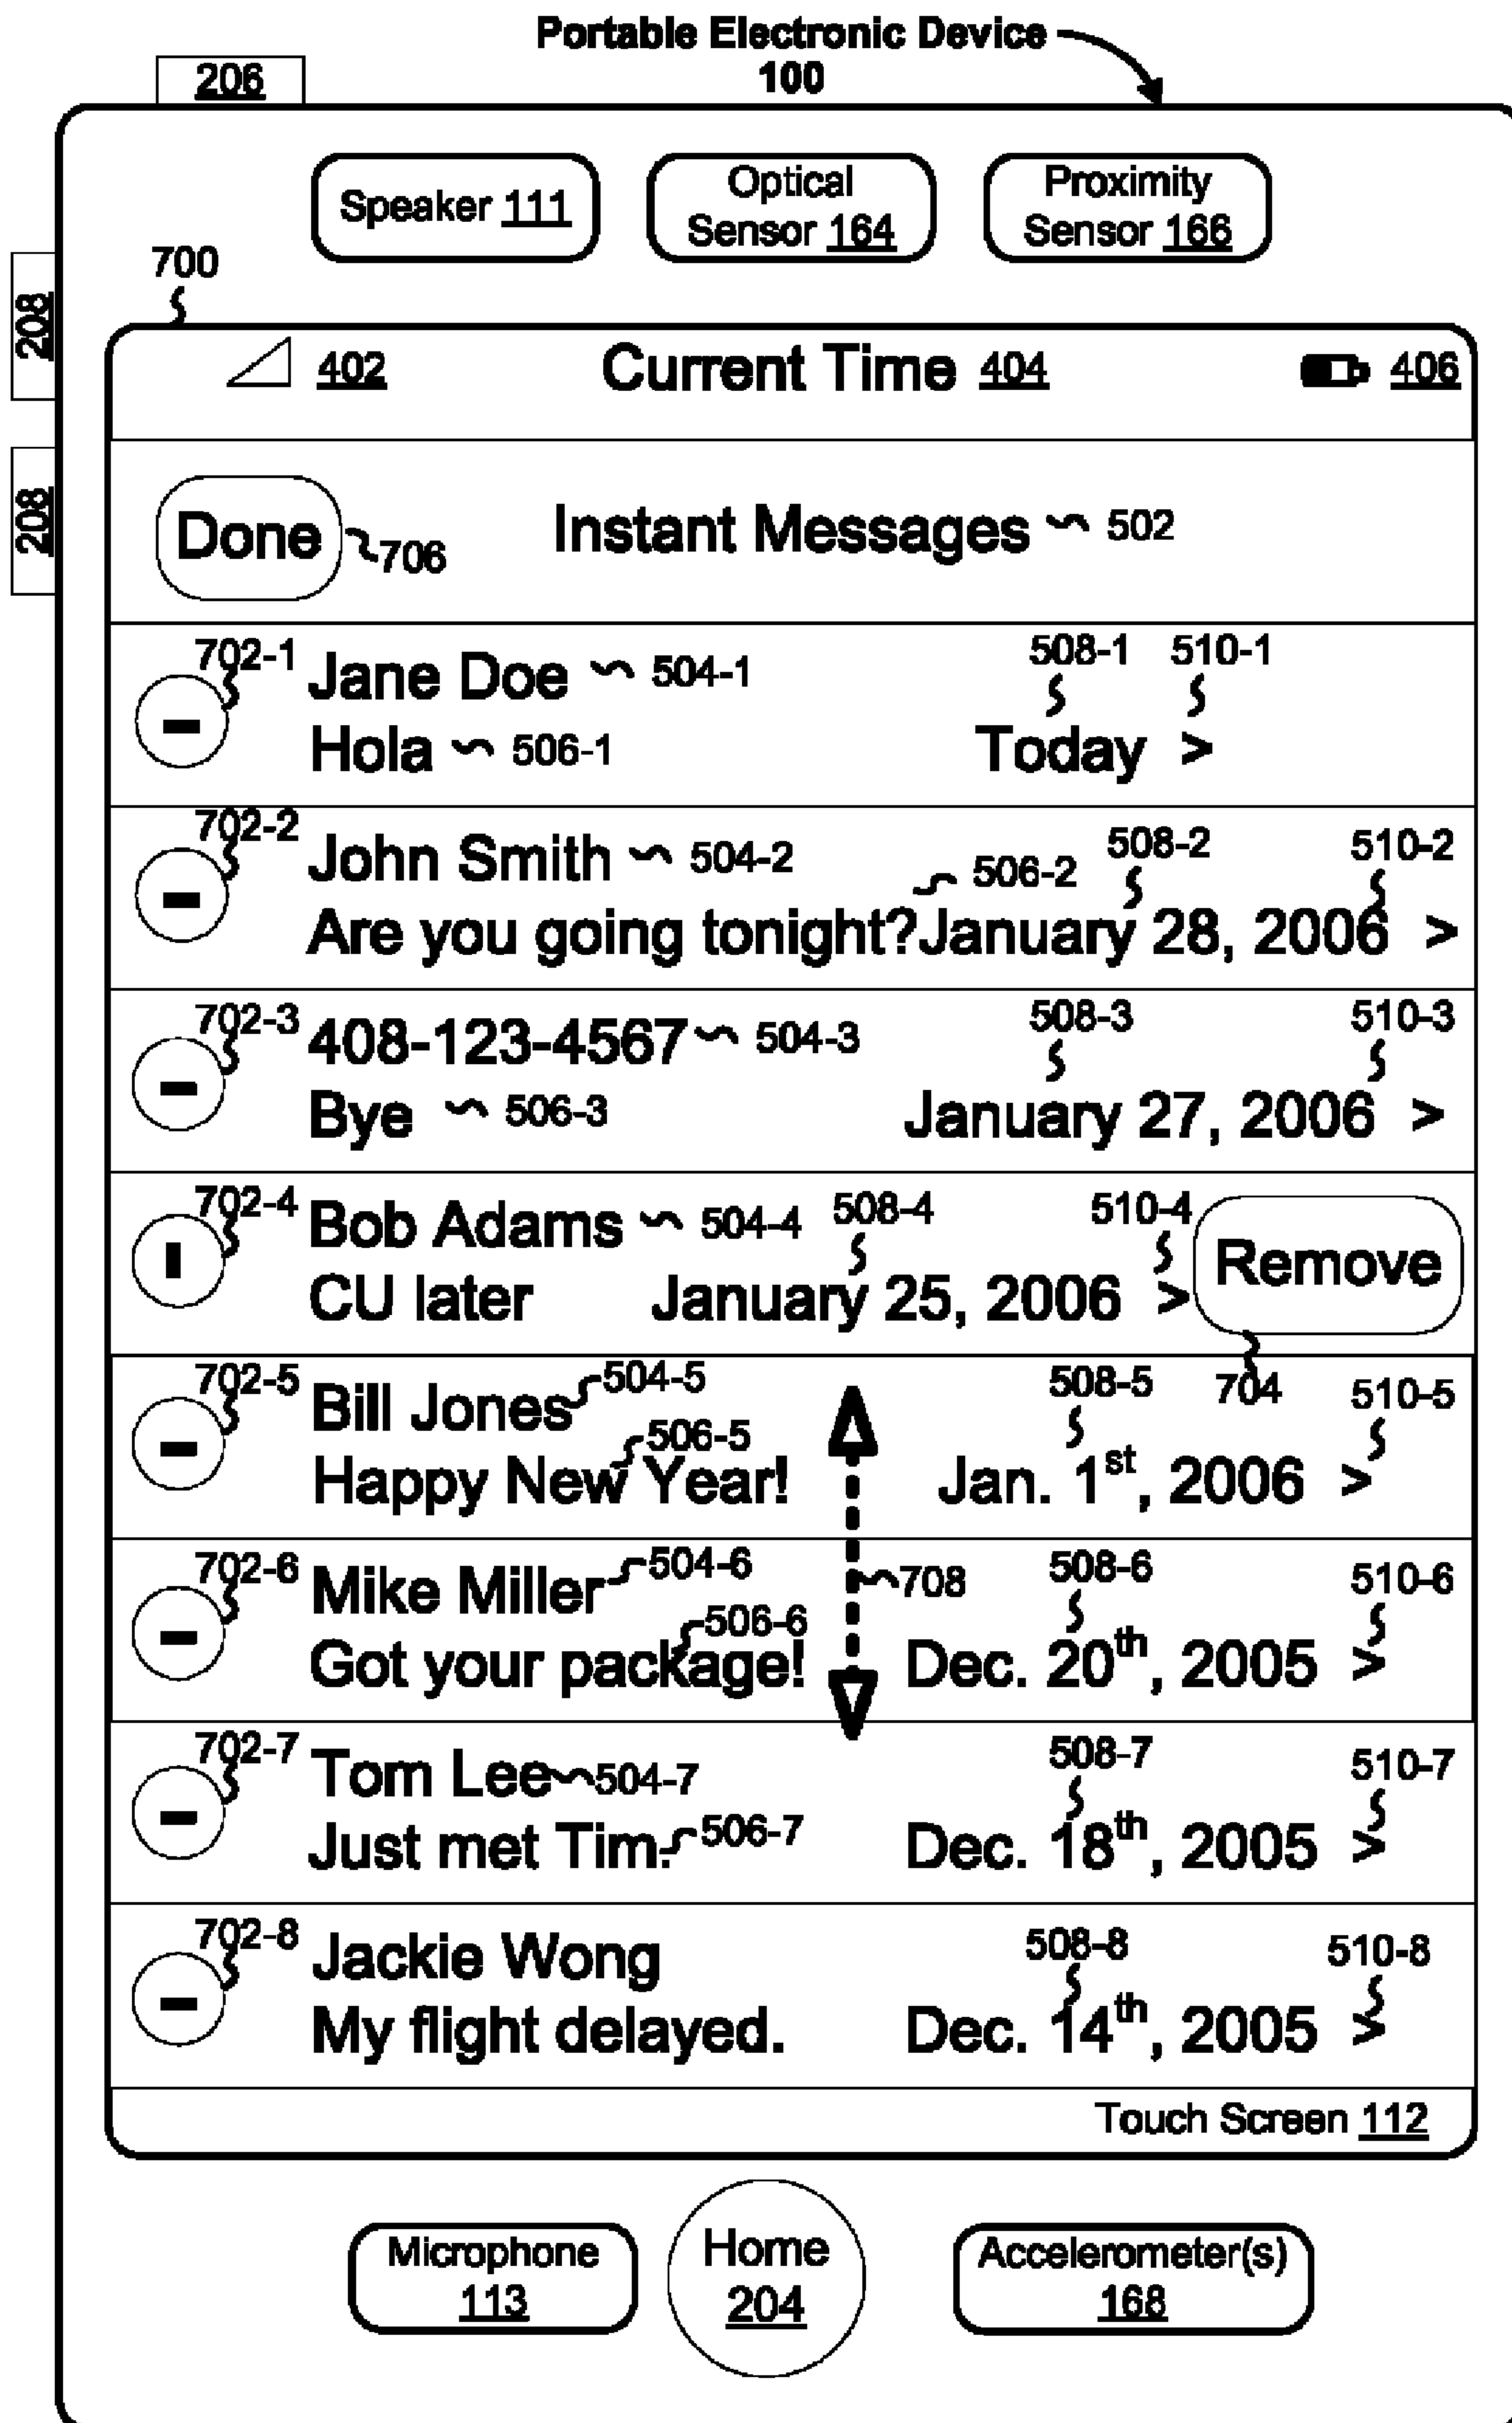 Portable Electronic Device
100
206
Speaker 111
Optical
Sensor 164
Proximity
Sensor 166
208
208
700
402 Current Time 404 406
Done 706 Instant Messages 502
702-1 Jane Doe 504-1 508-1 510-1
- Hola 506-1 Today >
702-2 John Smith 504-2 506-2 508-2 510-2
- Are you going tonight? January 28, 2006 >
702-3 408-123-4567 504-3 508-3 510-3
- Bye 506-3 January 27, 2006 >
702-4 Bob Adams 504-4 508-4 510-4 Remove
CU later January 25, 2006 >
704
702-5 Bill Jones 504-5 508-5 510-5
506-5
- Happy New Year! Jan. 1st, 2006 >
702-6 Mike Miller 504-6 708 508-6 510-6
506-6
- Got your package! Dec. 20th, 2005 >
702-7 Tom Lee 504-7 508-7 510-7
- Just met Tim. 506-7 Dec. 18th, 2005 >
702-8 Jackie Wong 508-8 510-8
- My flight delayed. Dec. 14th, 2005 >
Touch Screen 112
Microphone
113
Home
204
Accelerometer(s)
168